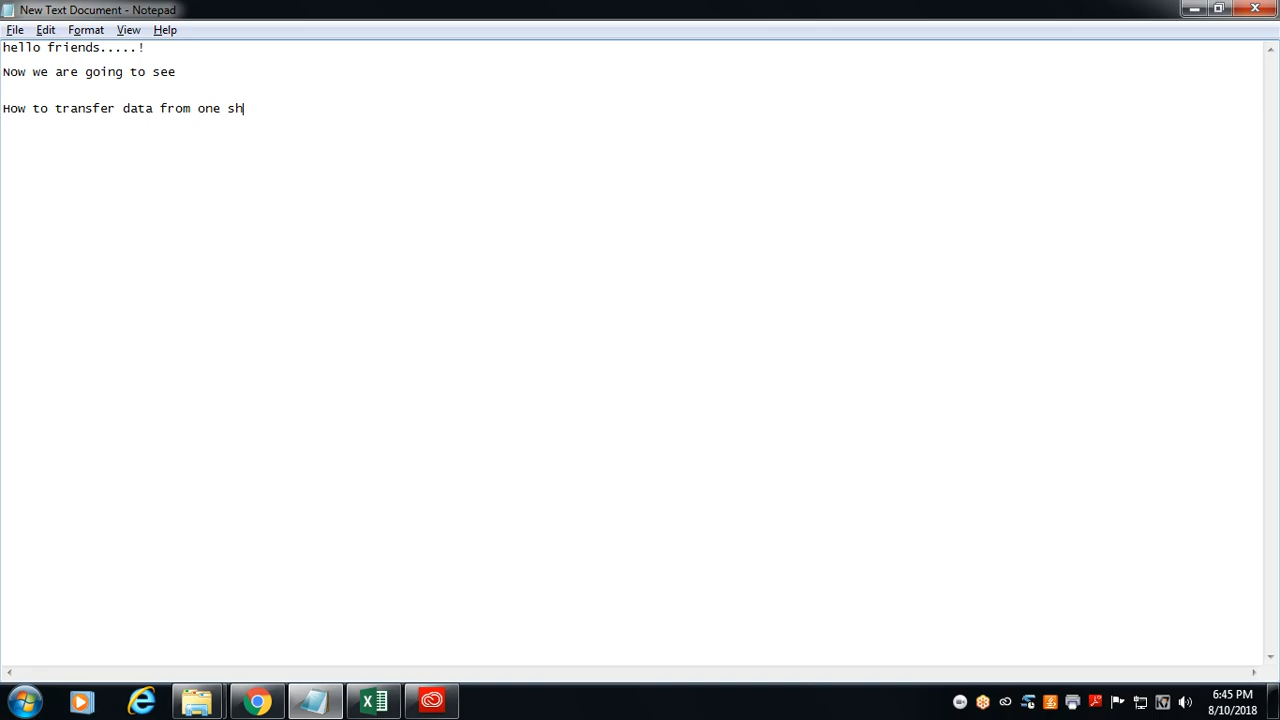 New Text Document - Notepad
File Edit Format View Help
hello friends.....!
Now we are going to see
How to transfer data from one sh
6:45 PM
8/10/2018